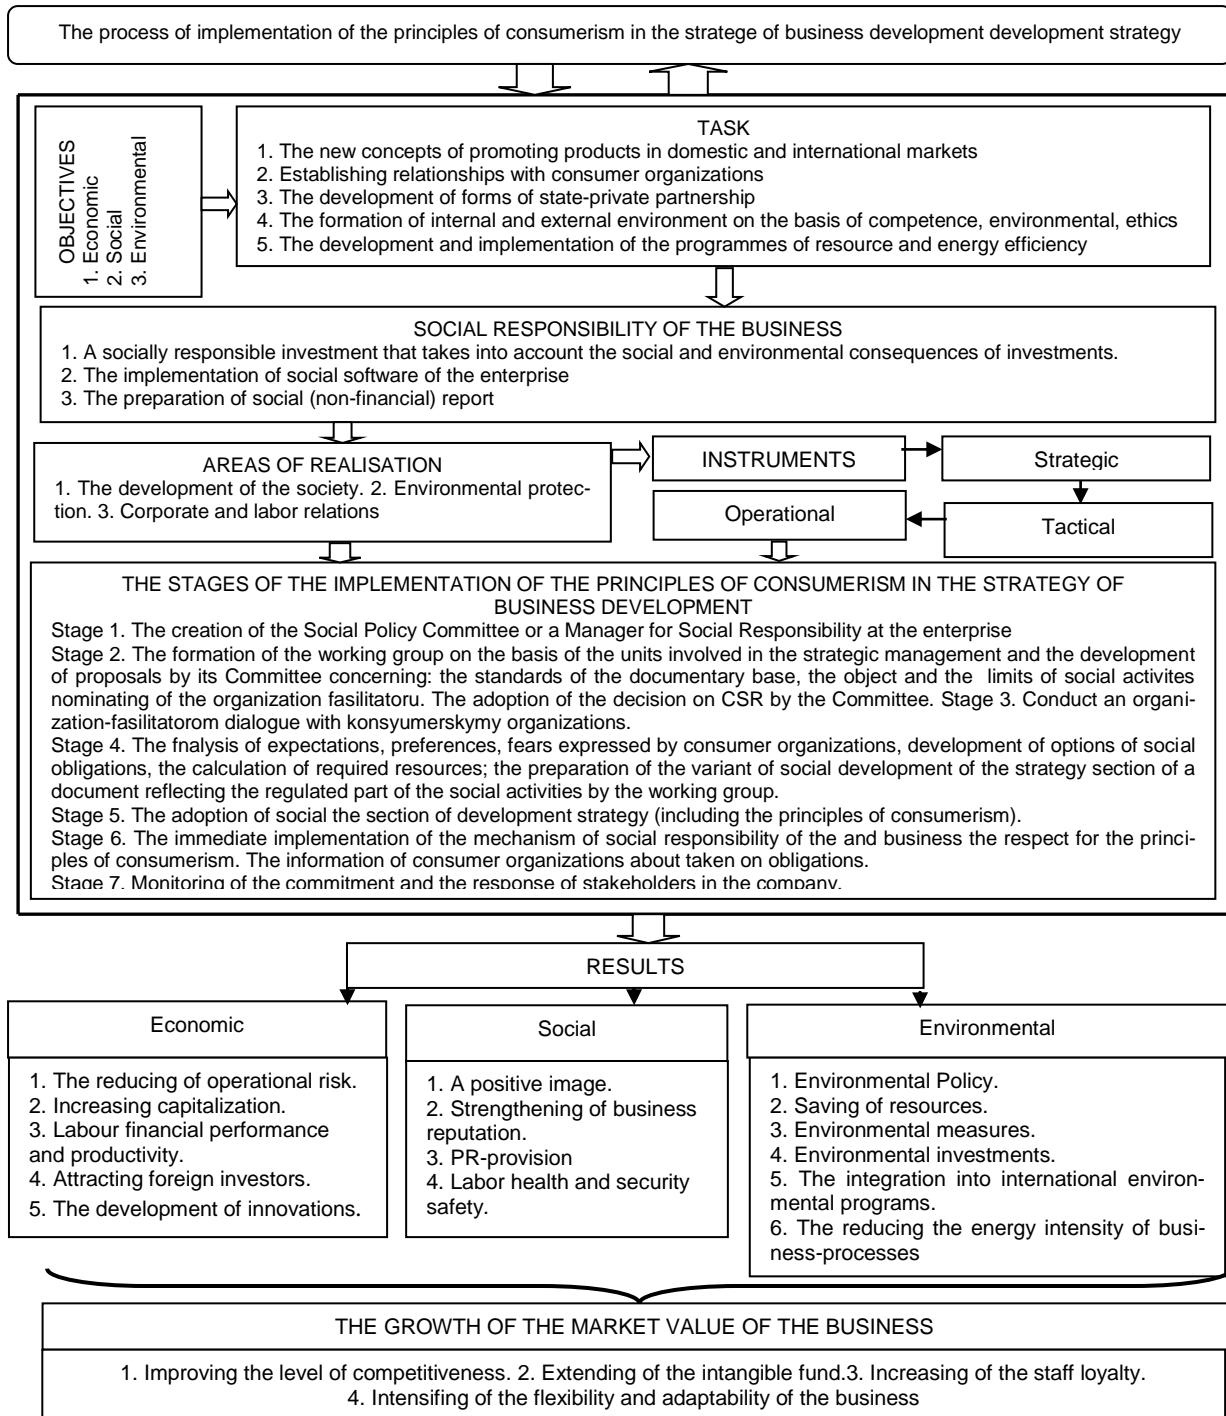 The process of implementation of the principles of consumerism in the stratege of business development development strategy
OBJECTIVES
1. Economic
2. Social
3. Environmental
TASK
1. The new concepts of promoting products in domestic and international markets
2. Establishing relationships with consumer organizations
3. The development of forms of state-private partnership
4. The formation of internal and external environment on the basis of competence, environmental, ethics
5. The development and implementation of the programmes of resource and energy efficiency
SOCIAL RESPONSIBILITY OF THE BUSINESS
1. A socially responsible investment that takes into account the social and environmental consequences of investments.
2. The implementation of social software of the enterprise
3. The preparation of social (non-financial) report
AREAS OF REALISATION
1. The development of the society. 2. Environmental protec-
tion. 3. Corporate and labor relations
INSTRUMENTS
Strategic
Operational
Tactical
THE STAGES OF THE IMPLEMENTATION OF THE PRINCIPLES OF CONSUMERISM IN THE STRATEGY OF
BUSINESS DEVELOPMENT
Stage 1. The creation of the Social Policy Committee or a Manager for Social Responsibility at the enterprise
Stage 2. The formation of the working group on the basis of the units involved in the strategic management and the development
of proposals by its Committee concerning: the standards of the documentary base, the object and the limits of social activites
nominating of the organization fasilitatoru. The adoption of the decision on CSR by the Committee. Stage 3. Conduct an organi-
zation-fasilitatorom dialogue with konsyumerskymy organizations.
Stage 4. The fnalysis of expectations, preferences, fears expressed by consumer organizations, development of options of social
obligations, the calculation of required resources; the preparation of the variant of social development of the strategy section of a
document reflecting the regulated part of the social activities by the working group.
Stage 5. The adoption of social the section of development strategy (including the principles of consumerism).
Stage 6. The immediate implementation of the mechanism of social responsibility of the and business the respect for the princi-
ples of consumerism. The information of consumer organizations about taken on obligations.
Stage 7. Monitoring of the commitment and the response of stakeholders in the company.
RESULTS
Economic
1. The reducing of operational risk.
2. Increasing capitalization.
3. Labour financial performance
and productivity.
4. Attracting foreign investors.
5. The development of innovations.
Social
1. A positive image.
2. Strengthening of business
reputation.
3. PR-provision
4. Labor health and security
safety.
Environmental
1. Environmental Policy.
2. Saving of resources.
3. Environmental measures.
4. Environmental investments.
5. The integration into international environ-
mental programs.
6. The reducing the energy intensity of busi-
ness-processes
THE GROWTH OF THE MARKET VALUE OF THE BUSINESS
1. Improving the level of competitiveness. 2. Extending of the intangible fund.3. Increasing of the staff loyalty.
4. Intensifing of the flexibility and adaptability of the business